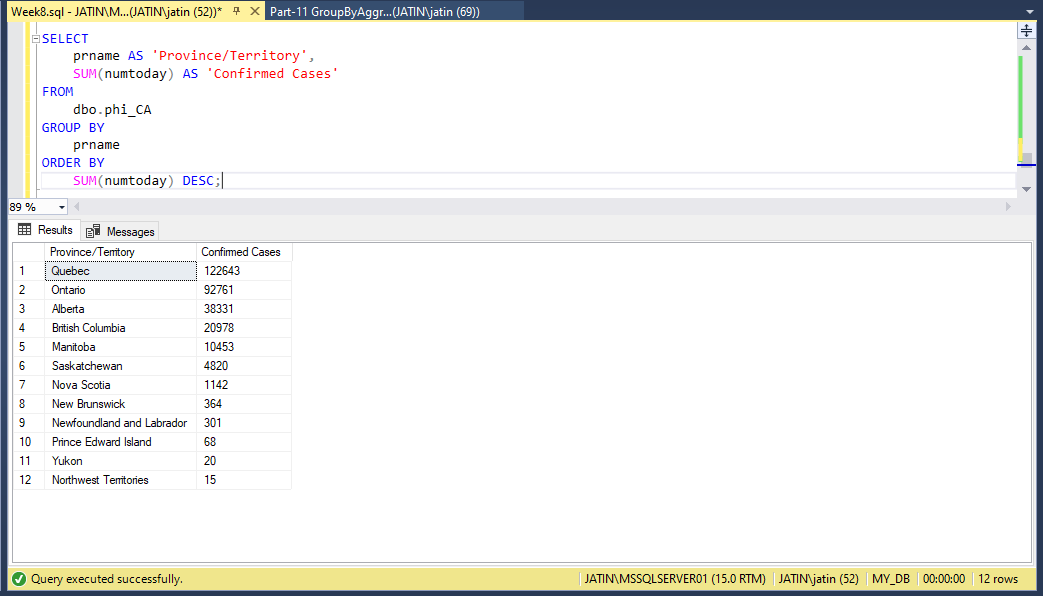 Week8.sql - JATIN\M...(JATIN\jatin (52))* Part-11 GroupByAggr...(JATIN\jatin (69))
SELECT
prname AS 'Province/Territory',
SUM(numtoday) AS 'Confirmed Cases'
FROM
dbo.phi_CA
GROUP BY
prname
ORDER BY
SUM(numtoday) DESC;
89 %
Results Messages
Province/Territory Confirmed Cases
1 Quebec 122643
2 Ontario 92761
3 Alberta 38331
4 British Columbia 20978
5 Manitoba 10453
6 Saskatchewan 4820
7 Nova Scotia 1142
8 New Brunswick 364
9 Newfoundland and Labrador 301
10 Prince Edward Island 68
11 Yukon 20
12 Northwest Territories 15
Query executed successfully. JATIN\MSSQLSERVER01 (15.0 RTM) JATIN\jatin (52) MY_DB 00:00:00 12 rows